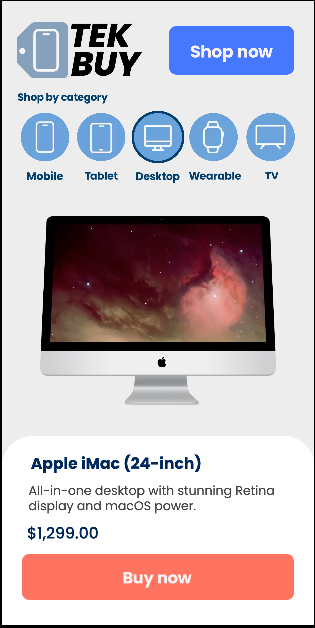 TEK
BUY
Shop now
Shop by category
Mobile
Tablet
Desktop
Wearable
TV
Apple iMac (24-inch)
All-in-one desktop with stunning Retina
display and macOS power.
$1,299.00
Buy now